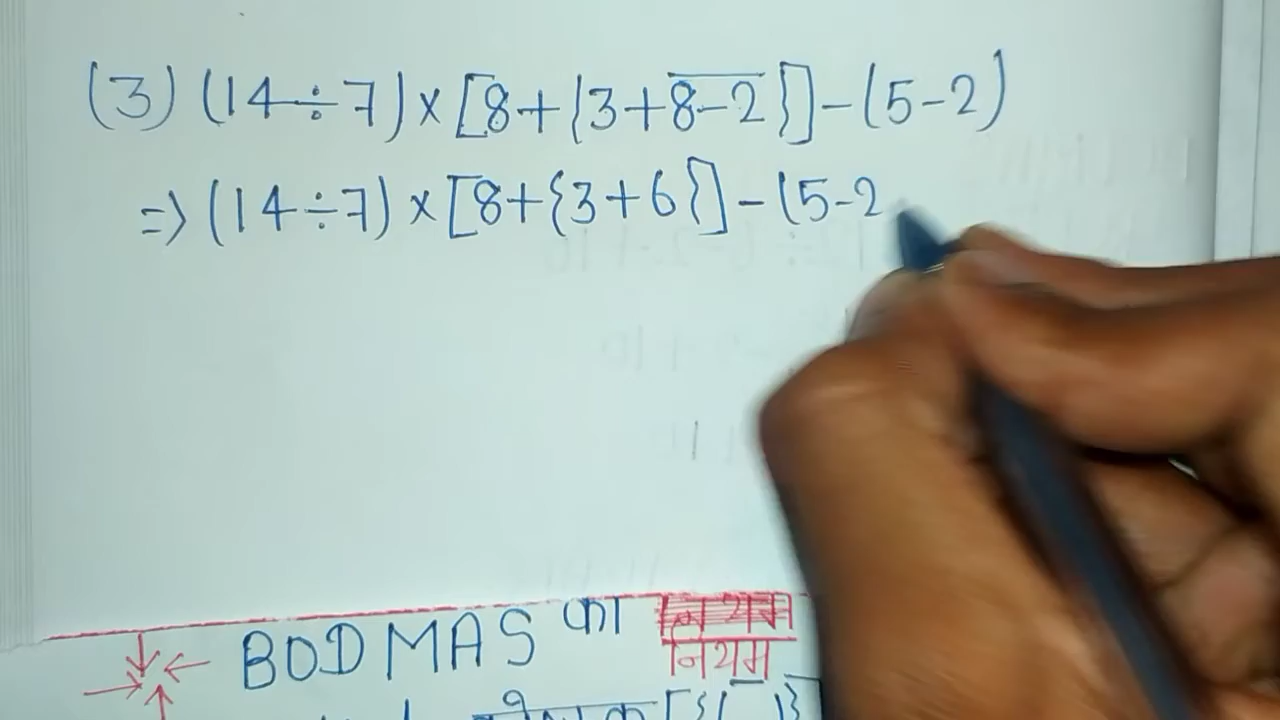 (3) (14÷7)×[8+{3+8̅-̅2̅}]-(5-2)
=> (14÷7)×[8+{3+6}]-(5-2
BODMAS का
नियम